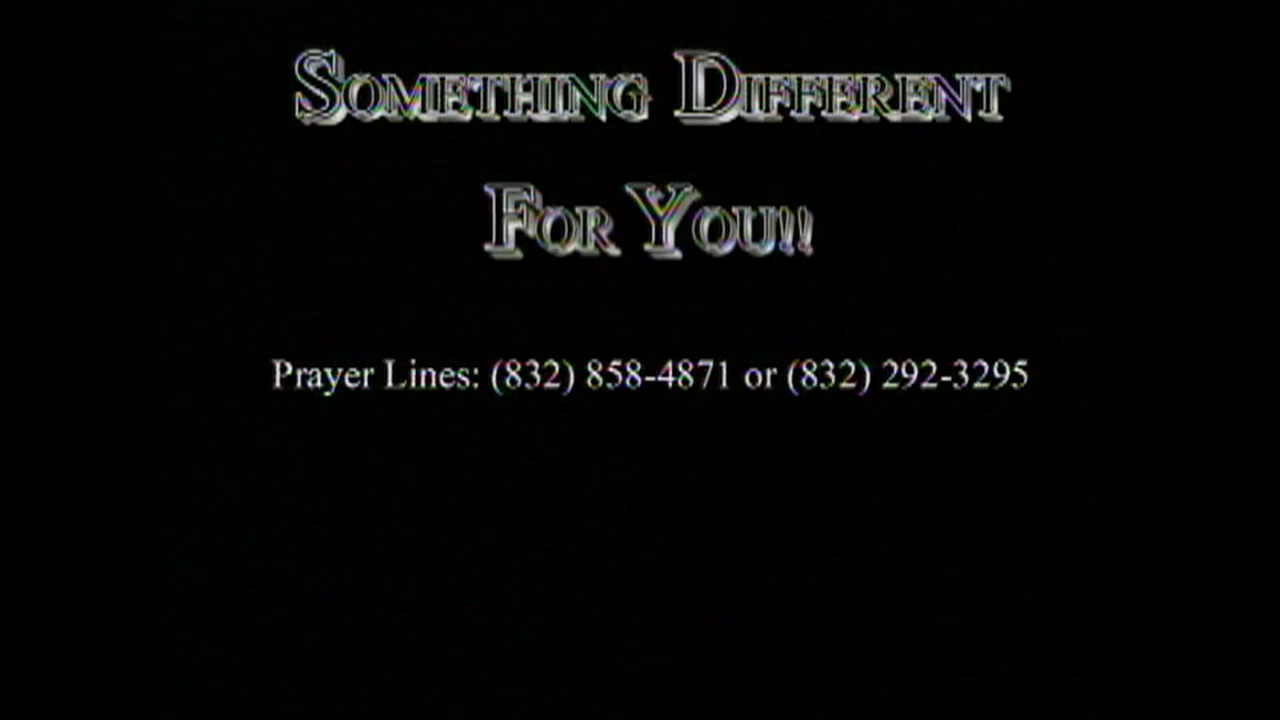 Something Different
For You!!
Prayer Lines: (832) 858-4871 or (832) 292-3295